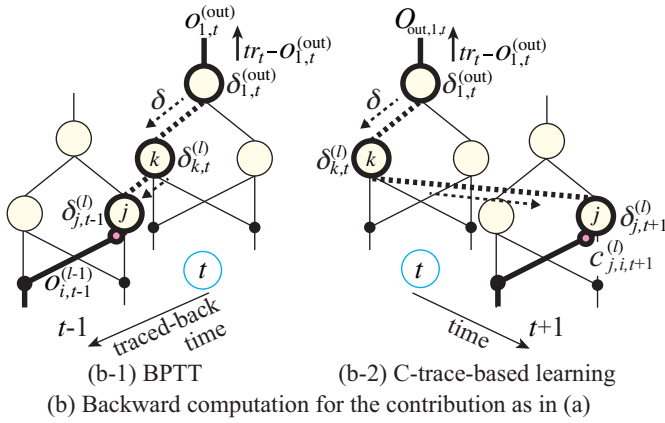 o_{1,t}^{(out)}
tr_t - o_{1,t}^{(out)}
δ_{1,t}^{(out)}
δ
k
δ_{k,t}^{(l)}
δ_{j,t-1}^{(l)}
j
o_{i,t-1}^{(l-1)}
t
t-1
traced-back
time
(b-1) BPTT
O_{out,1,t}
tr_t - o_{1,t}^{(out)}
δ_{1,t}^{(out)}
δ
δ_{k,t}^{(l)}
k
j
δ_{j,t+1}^{(l)}
c_{j,i,t+1}^{(l)}
t
time
t+1
(b-2) C-trace-based learning
(b) Backward computation for the contribution as in (a)